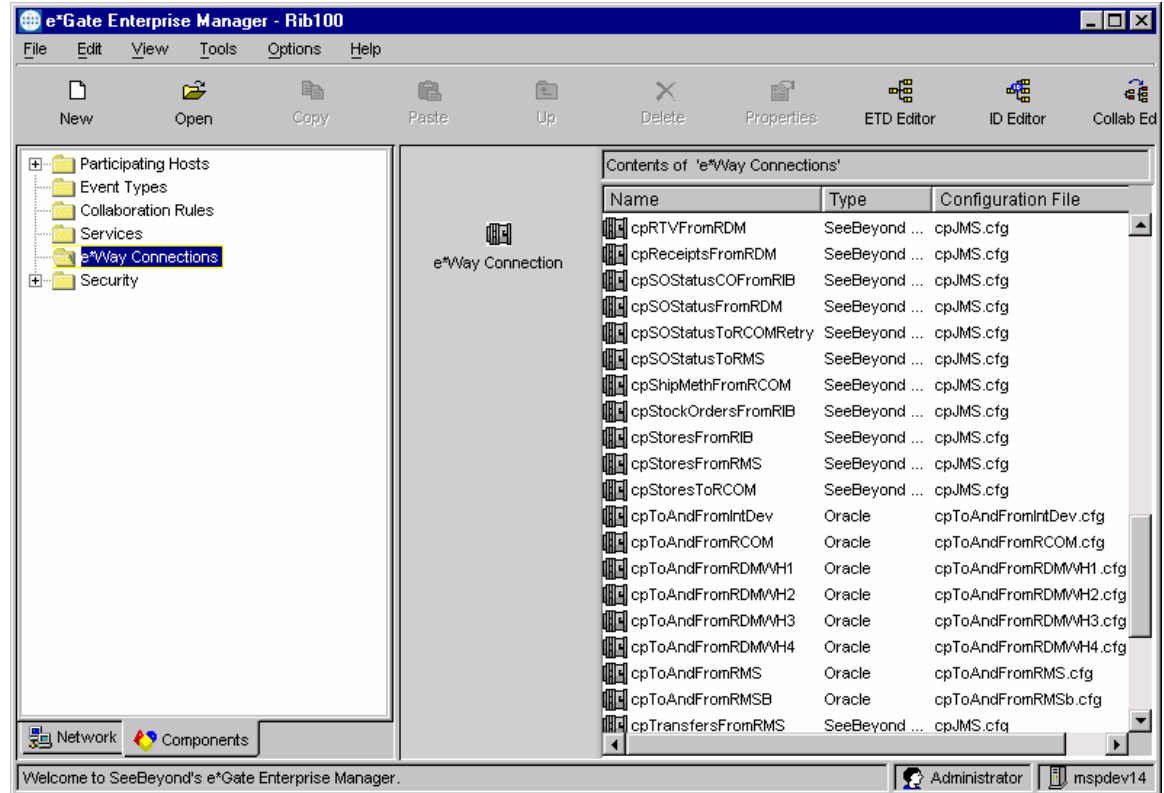 e*Gate Enterprise Manager - Rib100
File Edit View Tools Options Help
New Open Copy Paste Up Delete Properties ETD Editor ID Editor Collab Ed
Participating Hosts
Event Types
Collaboration Rules
Services
e*Way Connections
Security
e*Way Connection
Contents of 'e*Way Connections'
Name Type Configuration File
cpRTVFromRDM SeeBeyond ... cpJMS.cfg
cpReceiptsFromRDM SeeBeyond ... cpJMS.cfg
cpSOStatusCOFromRIB SeeBeyond ... cpJMS.cfg
cpSOStatusFromRDM SeeBeyond ... cpJMS.cfg
cpSOStatusToRCOMRetry SeeBeyond ... cpJMS.cfg
cpSOStatusToRMS SeeBeyond ... cpJMS.cfg
cpShipMethFromRCOM SeeBeyond ... cpJMS.cfg
cpStockOrdersFromRIB SeeBeyond ... cpJMS.cfg
cpStoresFromRIB SeeBeyond ... cpJMS.cfg
cpStoresFromRMS SeeBeyond ... cpJMS.cfg
cpStoresToRCOM SeeBeyond ... cpJMS.cfg
cpToAndFromIntDev Oracle cpToAndFromIntDev.cfg
cpToAndFromRCOM Oracle cpToAndFromRCOM.cfg
cpToAndFromRDMWH1 Oracle cpToAndFromRDMWH1.cfg
cpToAndFromRDMWH2 Oracle cpToAndFromRDMWH2.cfg
cpToAndFromRDMWH3 Oracle cpToAndFromRDMWH3.cfg
cpToAndFromRDMWH4 Oracle cpToAndFromRDMWH4.cfg
cpToAndFromRMS Oracle cpToAndFromRMS.cfg
cpToAndFromRMSB Oracle cpToAndFromRMSb.cfg
cpTransfersFromRMS SeeBeyond ... cpJMS.cfg
Network Components
Welcome to SeeBeyond's e*Gate Enterprise Manager. Administrator mspdev14